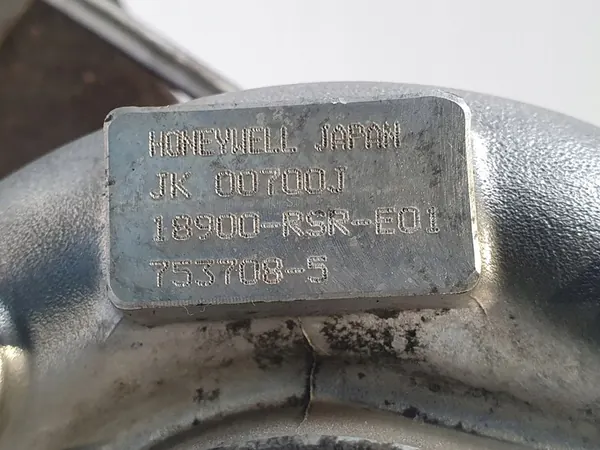 HONEYWELL JAPAN
JK 00700J
18900-RSR-E01
753708-5